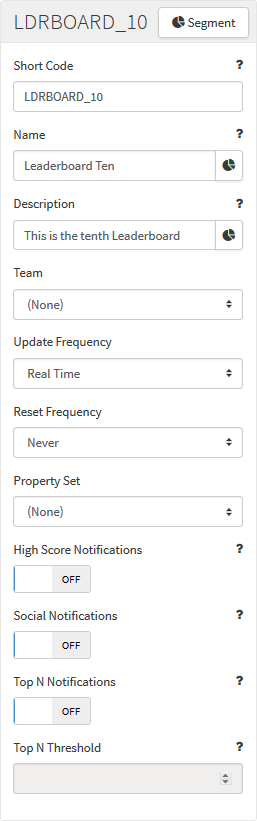 LDRBOARD_10 Segment
Short Code ?
LDRBOARD_10
Name ?
Leaderboard Ten
Description ?
This is the tenth Leaderboard
Team
(None)
Update Frequency
Real Time
Reset Frequency
Never
Property Set
(None)
High Score Notifications ?
OFF
Social Notifications ?
OFF
Top N Notifications ?
OFF
Top N Threshold ?